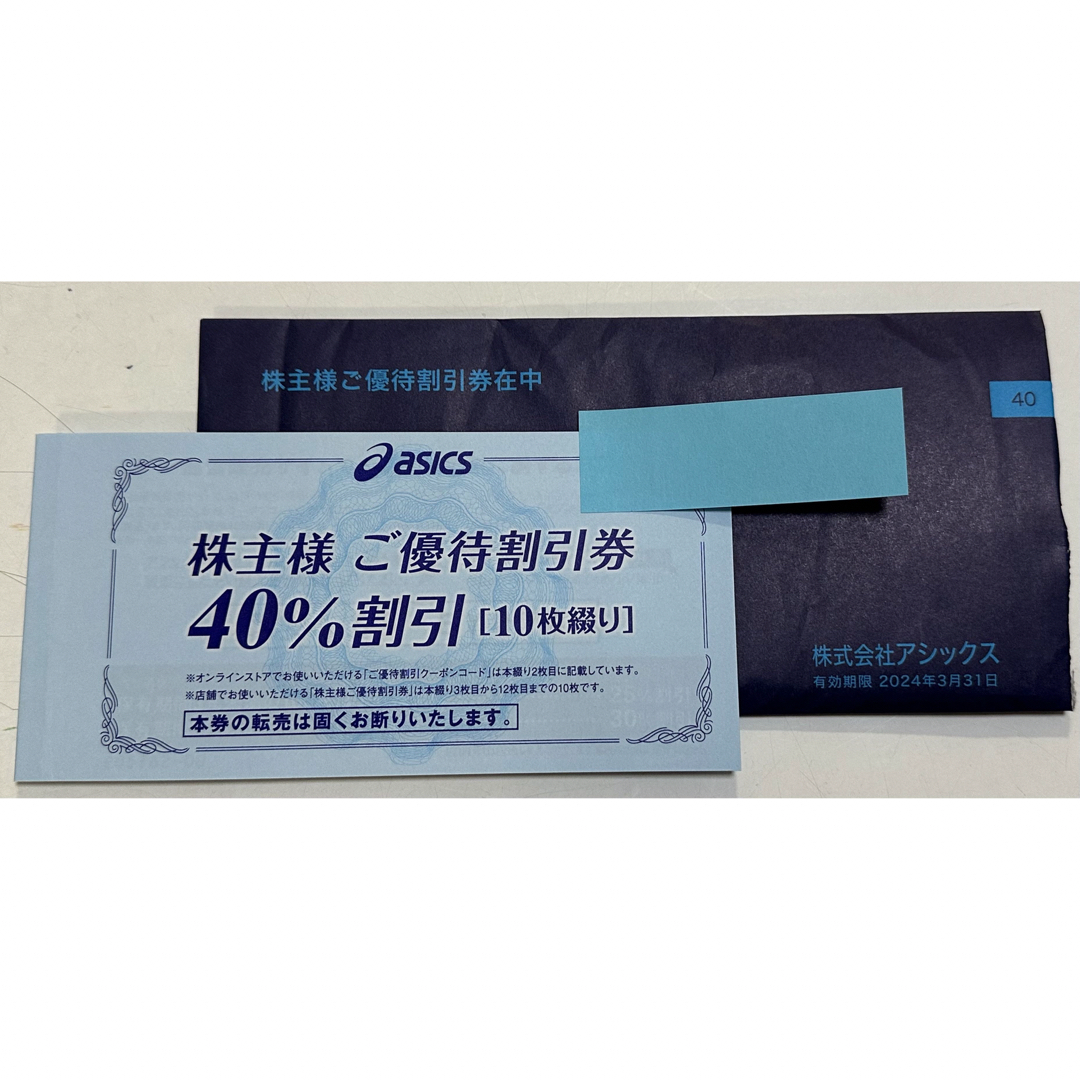 株主様ご優待割引券在中
40
asics
株主様 ご優待割引券
40%割引[10枚綴り]
※オンラインストアでお使いいただける「ご優待割引クーポンコード」は本綴り2枚目に記載しています。
※店舗でお使いいただける「株主様ご優待割引券」は本綴り3枚目から12枚目までの10枚です。
本券の転売は固くお断りいたします。
株式会社アシックス
有効期限 2024年3月31日